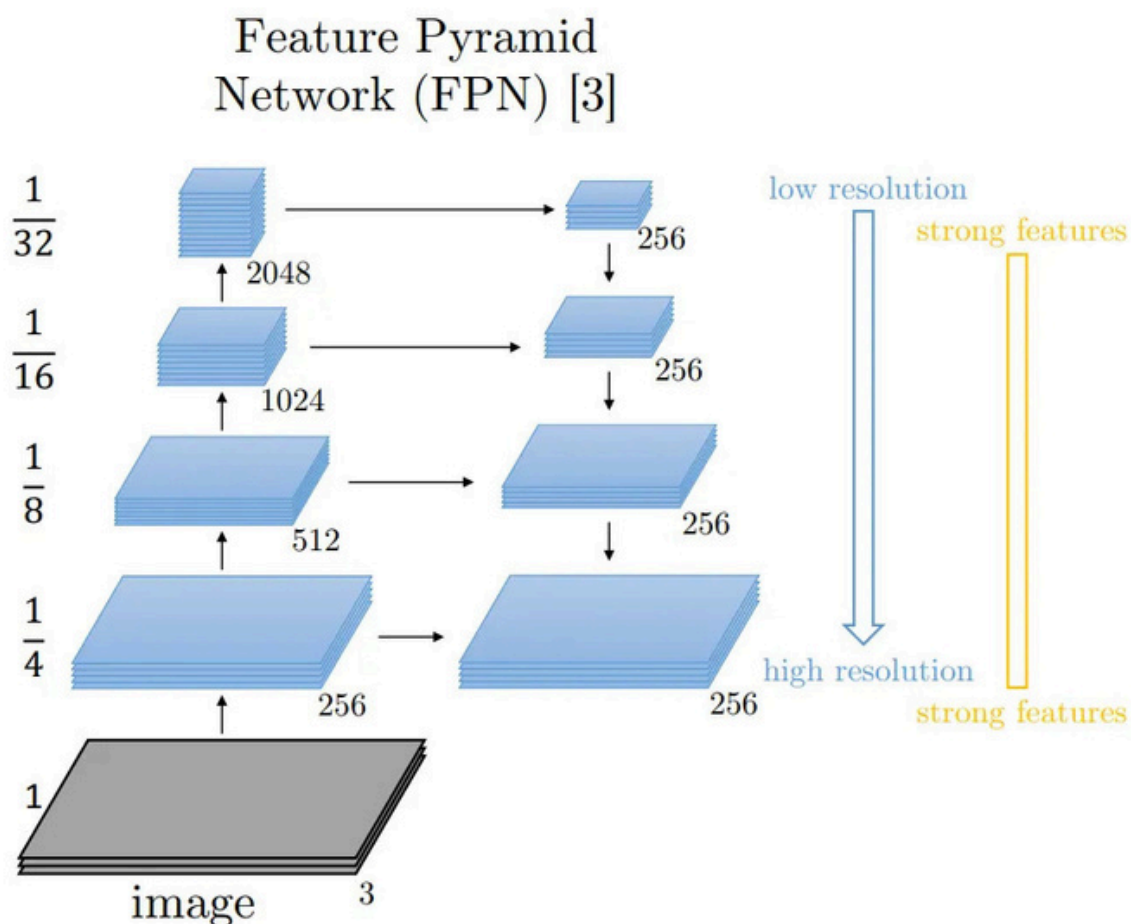 Feature Pyramid
Network (FPN) [3]
1
32
low resolution
strong features
256
2048
1
16
256
1024
1
8
256
512
1
4
high resolution
256
256
strong features
1
3
image